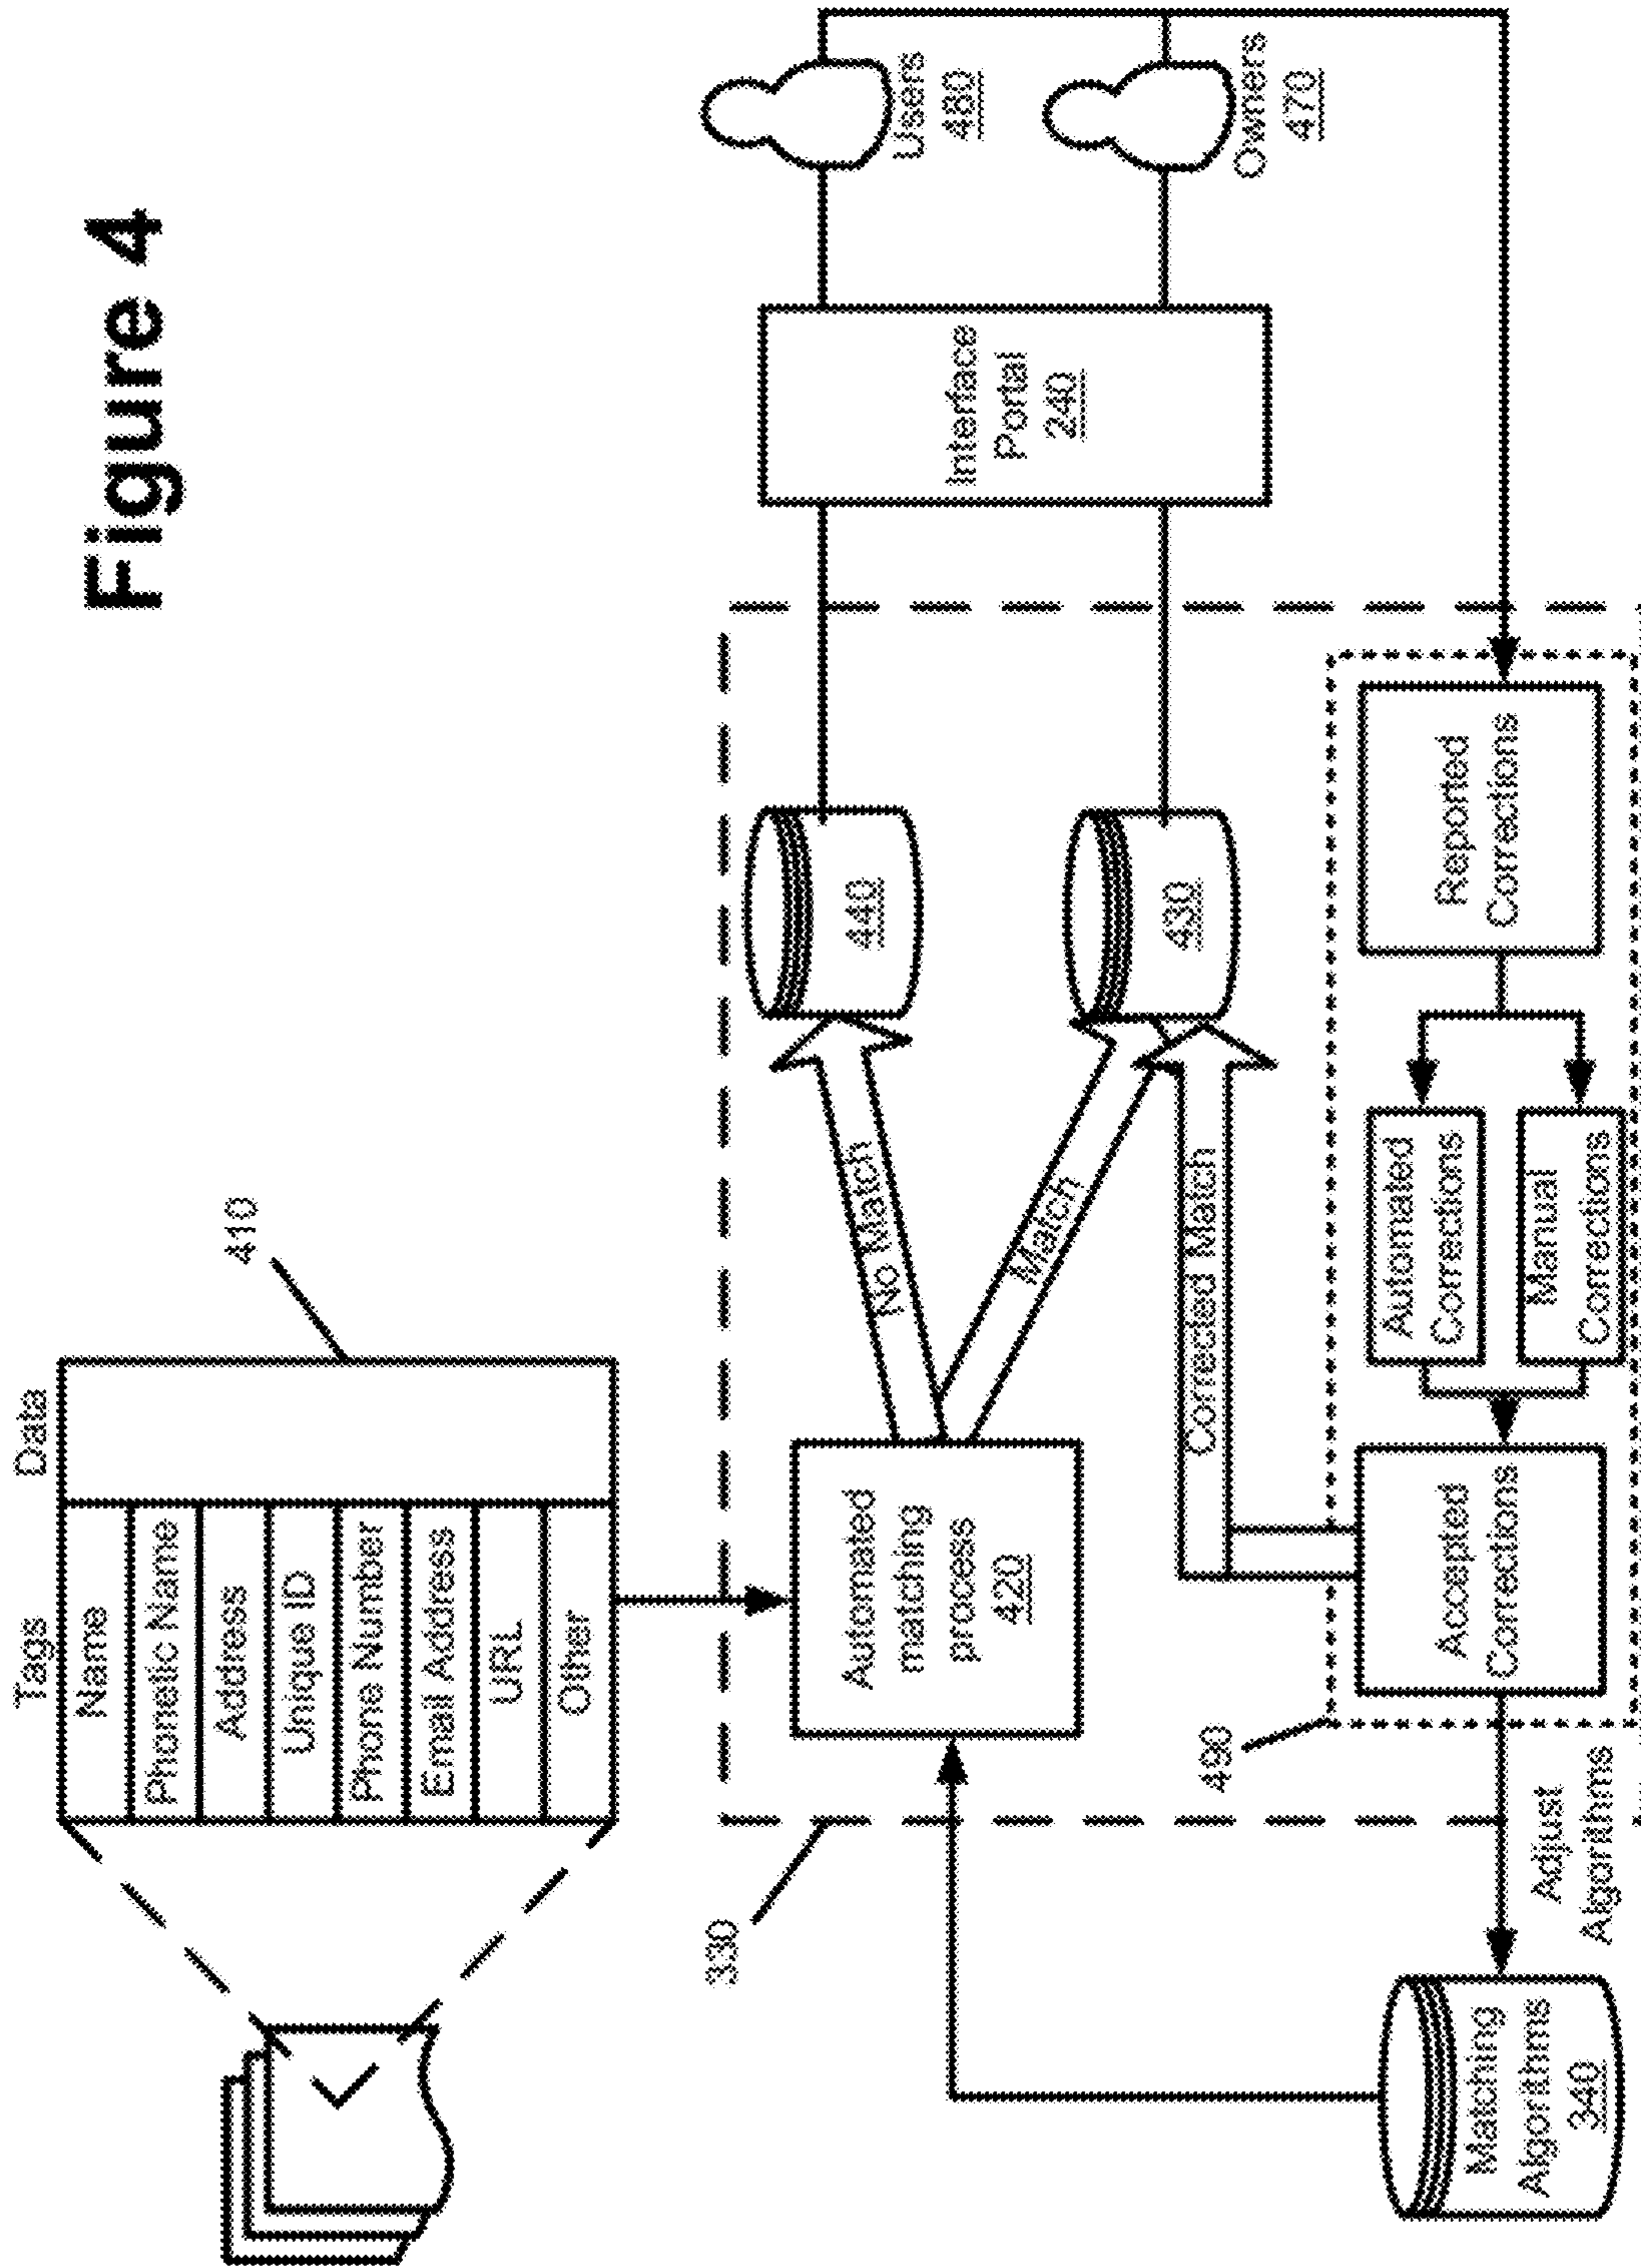 Figure 4
Tags
Data
Name
Phonetic Name
Address
Unique ID
Phone Number
Email Address
URL
Other
410
330
Automated
matching
process
420
No Match
Match
Corrected Match
440
430
Interface
Portal
240
Users
480
Owners
470
490
Accepted
Corrections
Automated
Corrections
Manual
Corrections
Reported
Corrections
Adjust
Algorithms
Matching
Algorithms
340